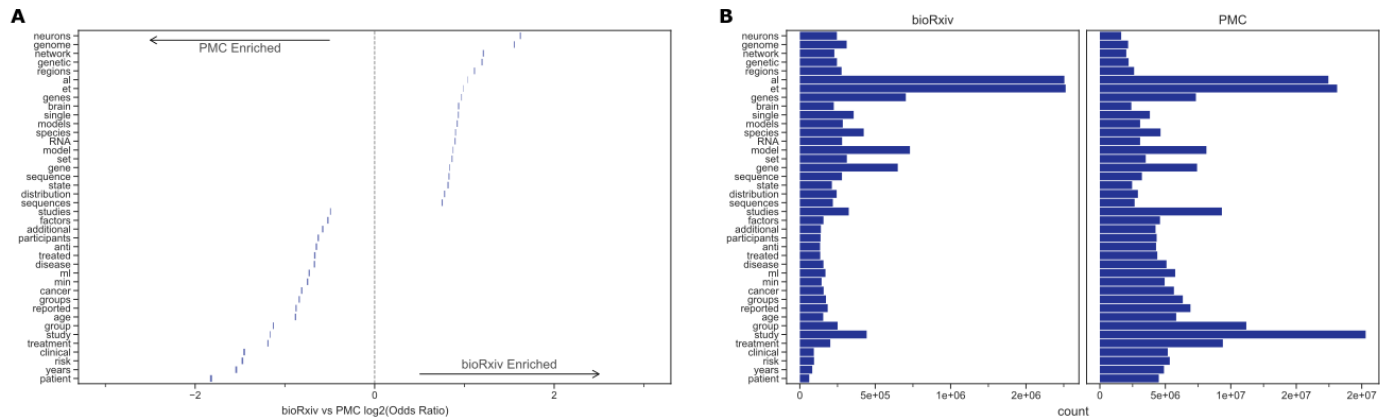 A
neurons
genome
network
genetic
regions
al
et
genes
brain
single
models
species
RNA
model
set
gene
sequence
state
distribution
sequences
studies
factors
additional
participants
anti
treated
disease
ml
min
cancer
groups
reported
age
group
study
treatment
clinical
risk
years
patient
PMC Enriched
bioRxiv Enriched
−2
0
2
bioRxiv vs PMC log2(Odds Ratio)
B
bioRxiv
PMC
neurons
genome
network
genetic
regions
al
et
genes
brain
single
models
species
RNA
model
set
gene
sequence
state
distribution
sequences
studies
factors
additional
participants
anti
treated
disease
ml
min
cancer
groups
reported
age
group
study
treatment
clinical
risk
years
patient
0
5e+05
1e+06
2e+06
0
5e+06
1e+07
2e+07
2e+07
count